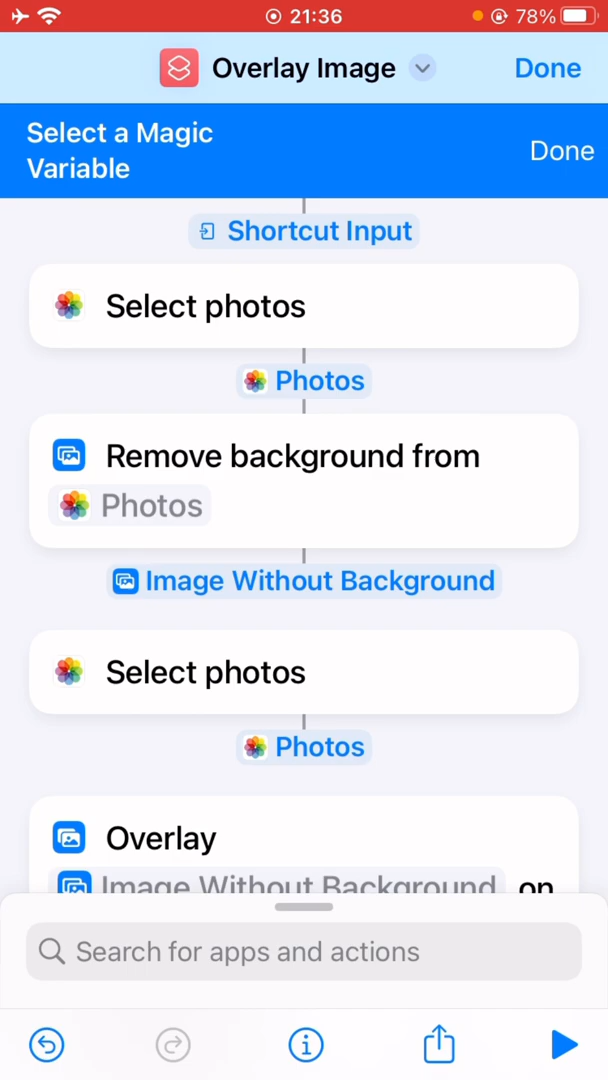 21:36
78%
Overlay Image
Done
Select a Magic
Variable
Done
Shortcut Input
Select photos
Photos
Remove background from
Photos
Image Without Background
Select photos
Photos
Overlay
Image Without Background on
Search for apps and actions